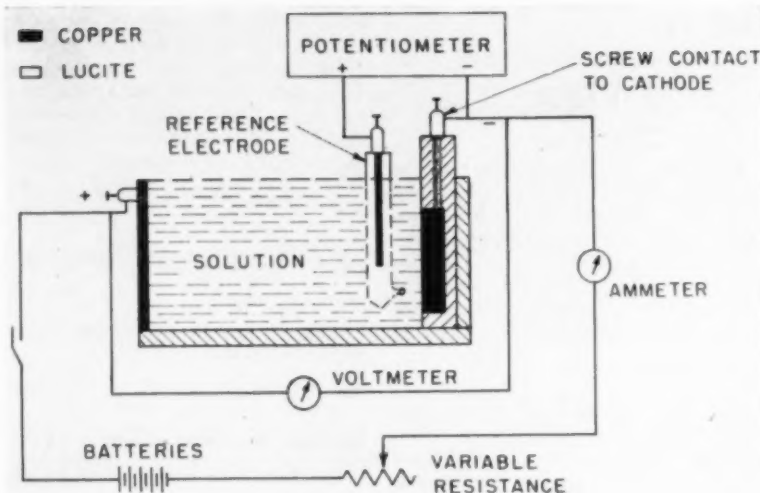 COPPER
LUCITE
POTENTIOMETER
+ −
SCREW CONTACT
TO CATHODE
REFERENCE
ELECTRODE
−
+
SOLUTION
AMMETER
VOLTMETER
BATTERIES
VARIABLE
RESISTANCE